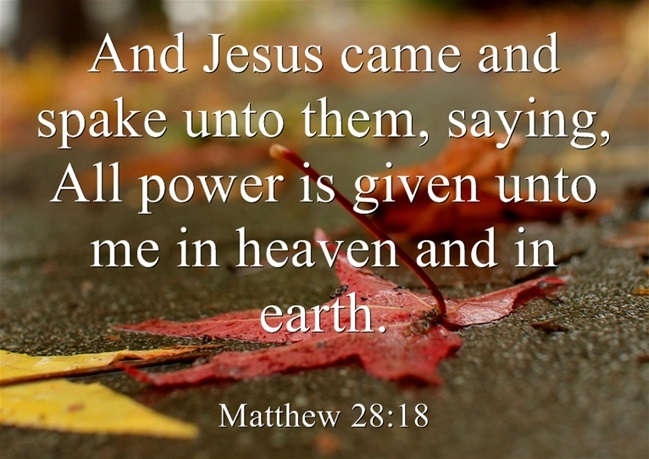 And Jesus came and
spake unto them, saying,
All power is given unto
me in heaven and in
earth.
Matthew 28:18